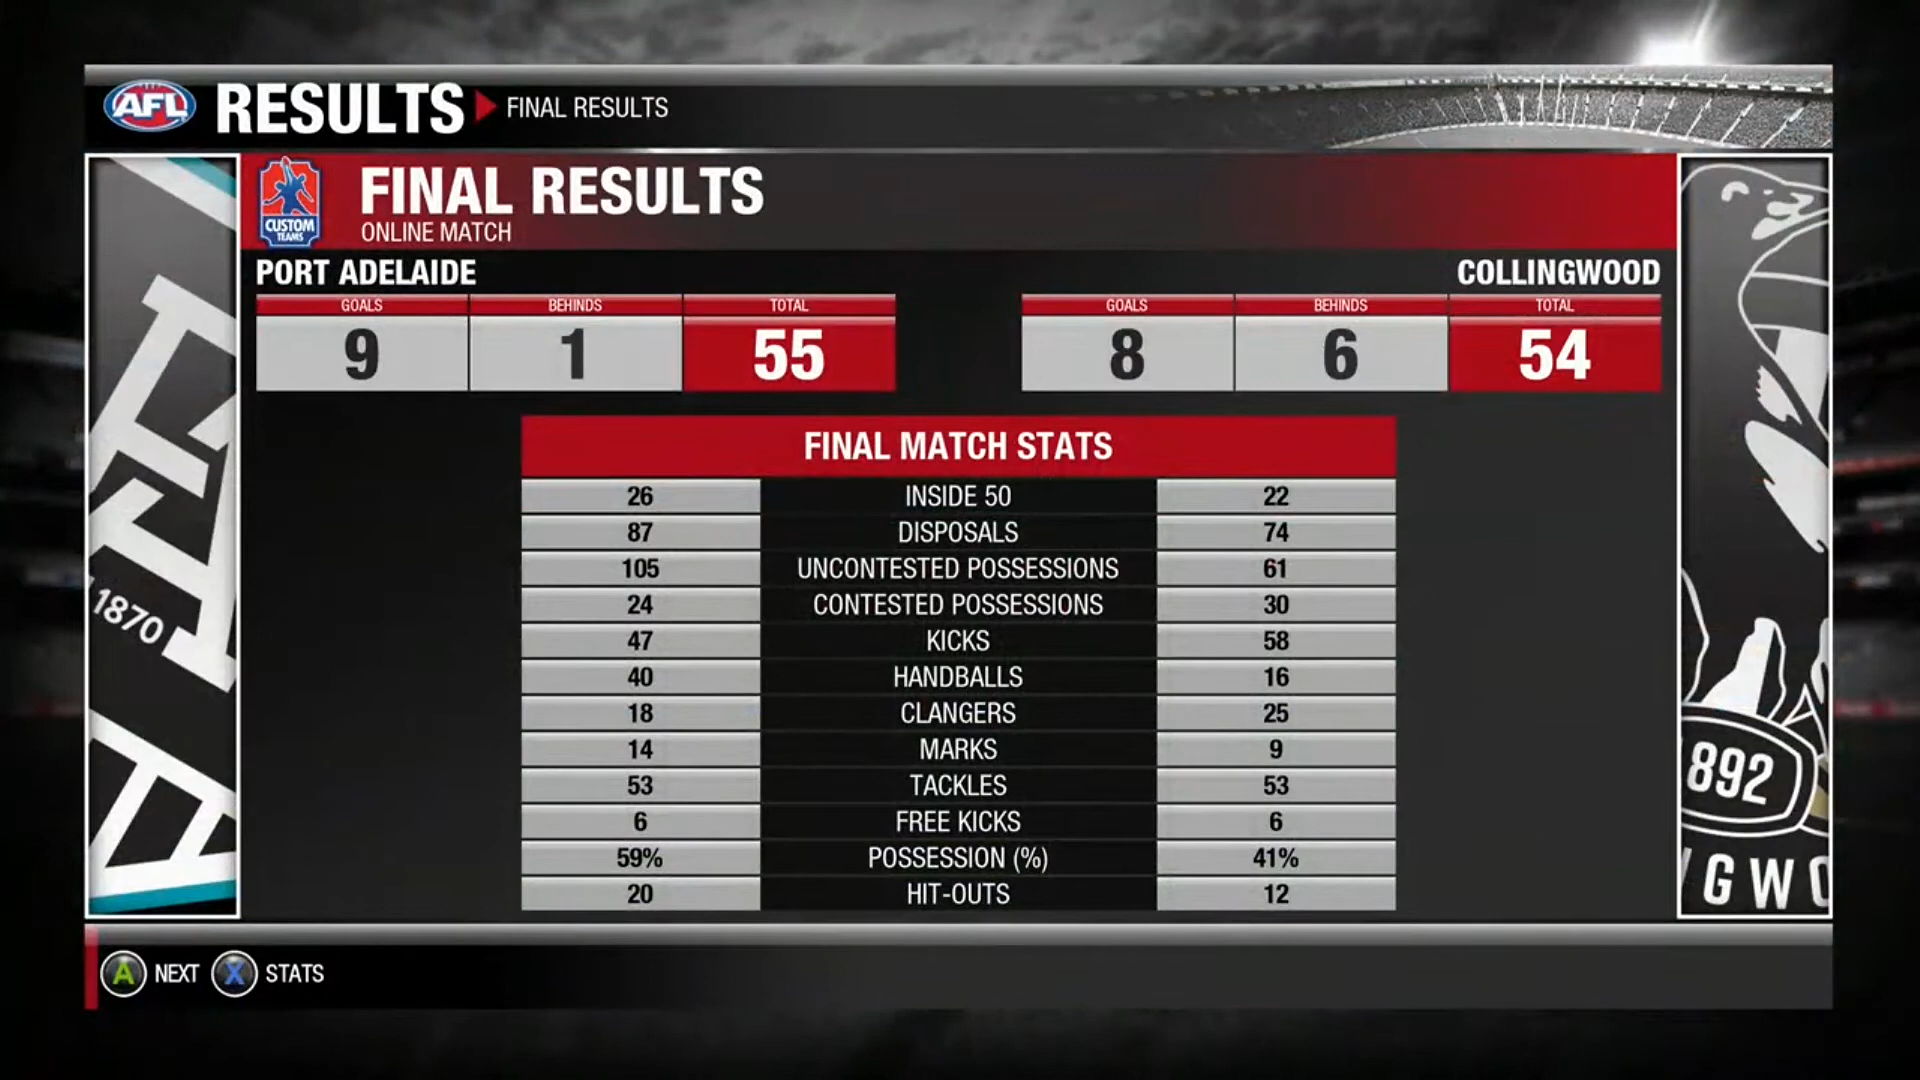 AFL RESULTS FINAL RESULTS
CUSTOM TEAMS
FINAL RESULTS
ONLINE MATCH
PORT ADELAIDE
COLLINGWOOD
GOALS BEHINDS TOTAL GOALS BEHINDS TOTAL
9 1 55 8 6 54
FINAL MATCH STATS
26 INSIDE 50 22
87 DISPOSALS 74
105 UNCONTESTED POSSESSIONS 61
24 CONTESTED POSSESSIONS 30
47 KICKS 58
40 HANDBALLS 16
18 CLANGERS 25
14 MARKS 9
53 TACKLES 53
6 FREE KICKS 6
59% POSSESSION (%) 41%
20 HIT-OUTS 12
1870
892
GWO
A NEXT X STATS